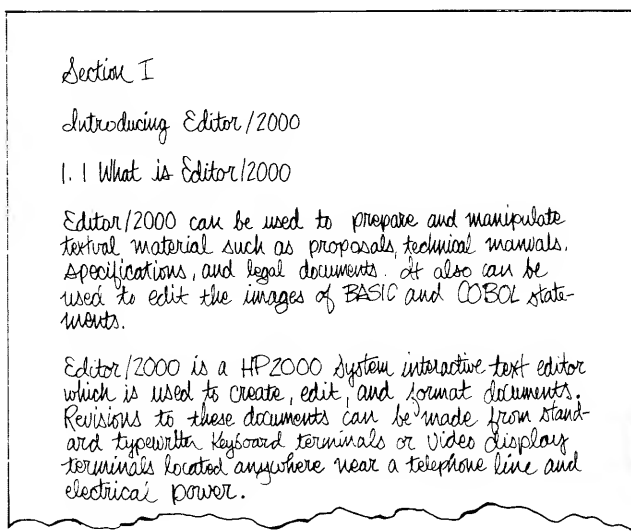 Section I
Introducing Editor/2000
1.1 What is Editor/2000
Editor/2000 can be used to prepare and manipulate
textual material such as proposals, technical manuals,
specifications, and legal documents. It also can be
used to edit the images of BASIC and COBOL state-
ments.
Editor/2000 is a HP2000 System interactive text editor
which is used to create, edit, and format documents.
Revisions to these documents can be made from stand-
ard typewriter keyboard terminals or video display
terminals located anywhere near a telephone line and
electrical power.